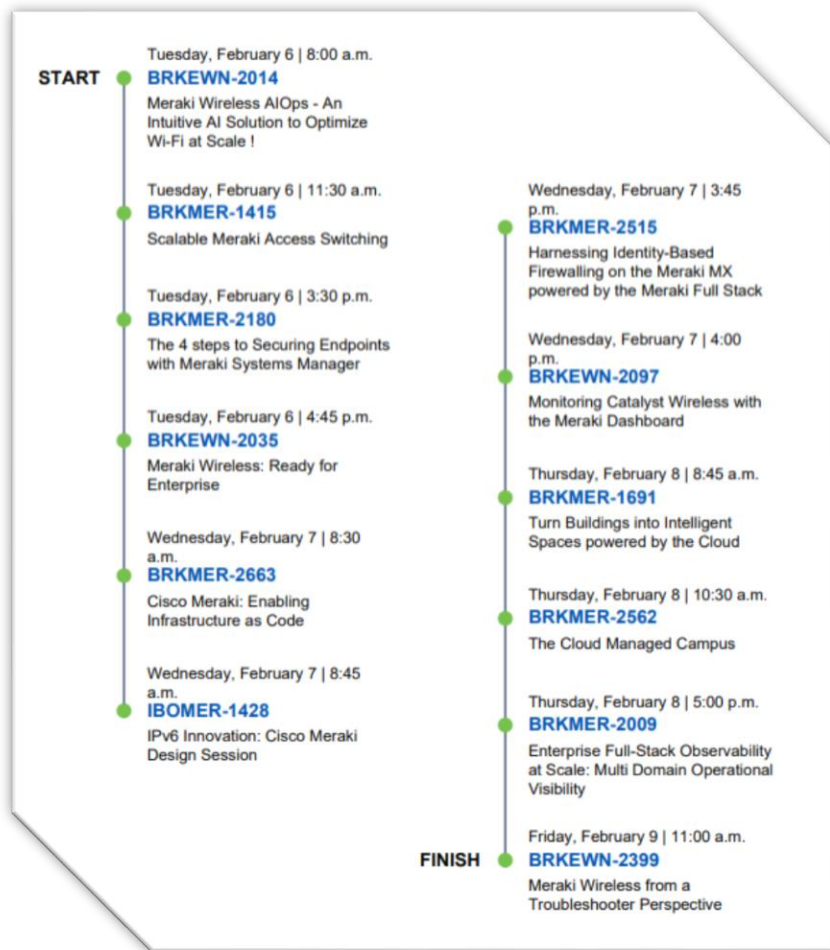 Tuesday, February 6 | 8:00 a.m.
START
BRKEWN-2014
Meraki Wireless AIOps - An
Intuitive AI Solution to Optimize
Wi-Fi at Scale !
Tuesday, February 6 | 11:30 a.m.
BRKMER-1415
Scalable Meraki Access Switching
Tuesday, February 6 | 3:30 p.m.
BRKMER-2180
The 4 steps to Securing Endpoints
with Meraki Systems Manager
Tuesday, February 6 | 4:45 p.m.
BRKEWN-2035
Meraki Wireless: Ready for
Enterprise
Wednesday, February 7 | 8:30
a.m.
BRKMER-2663
Cisco Meraki: Enabling
Infrastructure as Code
Wednesday, February 7 | 8:45
a.m.
IBOMER-1428
IPv6 Innovation: Cisco Meraki
Design Session
Wednesday, February 7 | 3:45
p.m.
BRKMER-2515
Harnessing Identity-Based
Firewalling on the Meraki MX
powered by the Meraki Full Stack
Wednesday, February 7 | 4:00
p.m.
BRKEWN-2097
Monitoring Catalyst Wireless with
the Meraki Dashboard
Thursday, February 8 | 8:45 a.m.
BRKMER-1691
Turn Buildings into Intelligent
Spaces powered by the Cloud
Thursday, February 8 | 10:30 a.m.
BRKMER-2562
The Cloud Managed Campus
Thursday, February 8 | 5:00 p.m.
BRKMER-2009
Enterprise Full-Stack Observability
at Scale: Multi Domain Operational
Visibility
Friday, February 9 | 11:00 a.m.
FINISH
BRKEWN-2399
Meraki Wireless from a
Troubleshooter Perspective